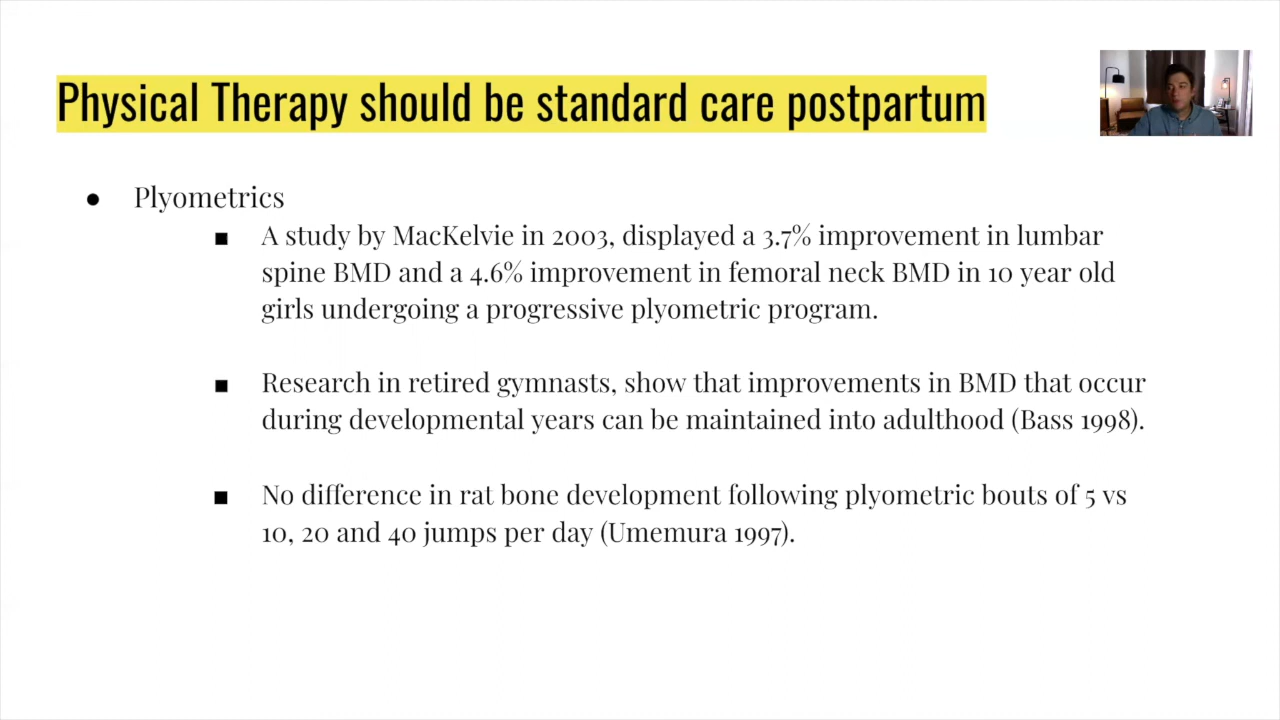 Physical Therapy should be standard care postpartum
● Plyometrics
■ A study by MacKelvie in 2003, displayed a 3.7% improvement in lumbar
spine BMD and a 4.6% improvement in femoral neck BMD in 10 year old
girls undergoing a progressive plyometric program.
■ Research in retired gymnasts, show that improvements in BMD that occur
during developmental years can be maintained into adulthood (Bass 1998).
■ No difference in rat bone development following plyometric bouts of 5 vs
10, 20 and 40 jumps per day (Umemura 1997).